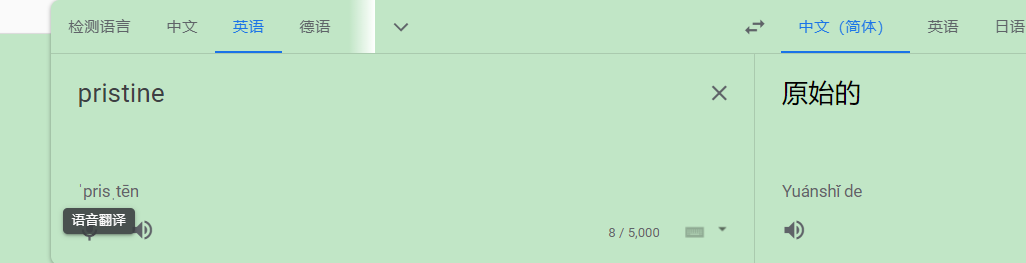 检测语言 中文 英语 德语 中文（简体） 英语 日语
pristine 原始的
ˈprisˌtēn Yuánshǐ de
语音翻译
8 / 5,000